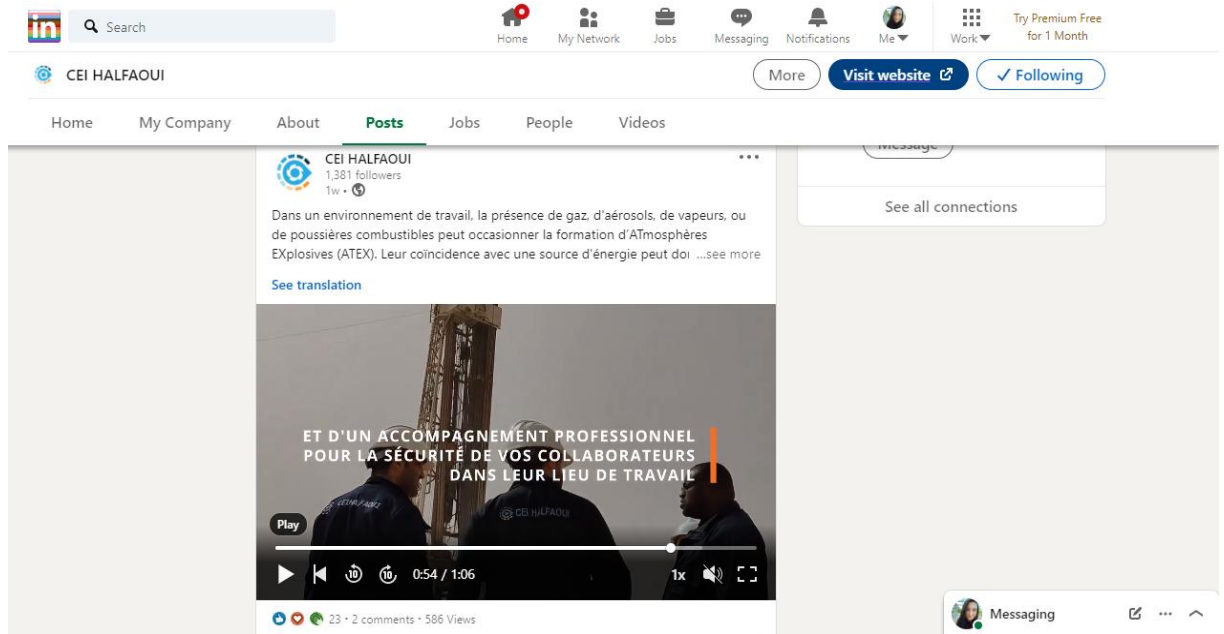 in
Search
Home
My Network
Jobs
Messaging
Notifications
Me
Work
Try Premium Free
for 1 Month
CEI HALFAOUI
More
Visit website
Following
Home
My Company
About
Posts
Jobs
People
Videos
CEI HALFAOUI
1,381 followers
1w •
Message
See all connections
Dans un environnement de travail, la présence de gaz, d'aérosols, de vapeurs, ou
de poussières combustibles peut occasionner la formation d'ATmosphères
EXplosives (ATEX). Leur coïncidence avec une source d'énergie peut ...see more
See translation
ET D'UN ACCOMPAGNEMENT PROFESSIONNEL
POUR LA SÉCURITÉ DE VOS COLLABORATEURS
DANS LEUR LIEU DE TRAVAIL
CEI HALFAOUI
CEI HALFAOUI
Play
10
10
0:54 / 1:06
1x
23 • 2 comments • 586 Views
Messaging